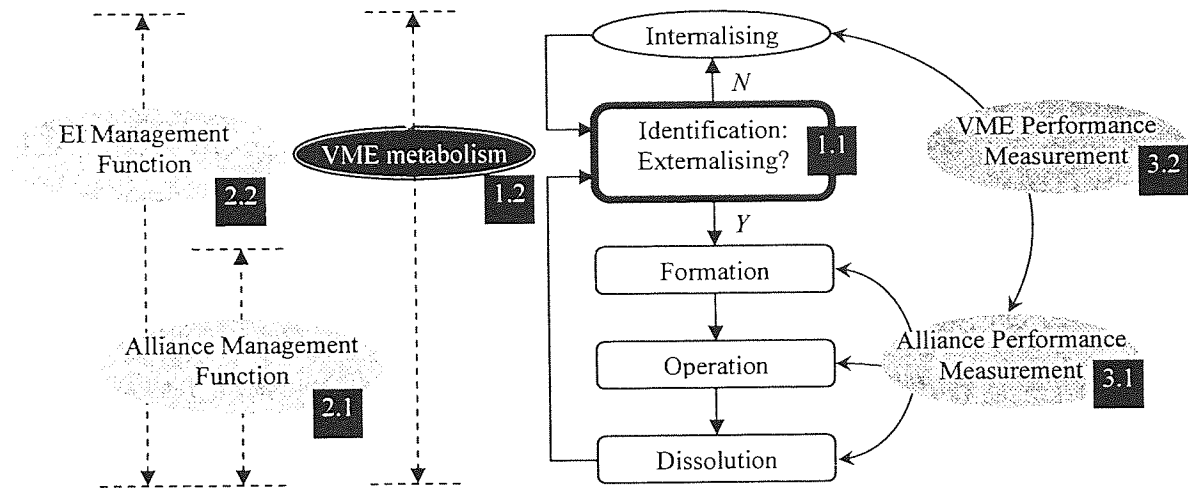 Internalising
N
EI Management
Function
2.2
VME metabolism
1.2
Identification:
Externalising?
1.1
VME Performance
Measurement
3.2
Y
Formation
Alliance Management
Function
2.1
Operation
Alliance Performance
Measurement
3.1
Dissolution